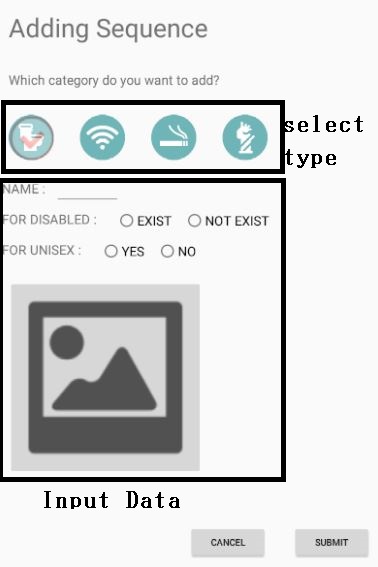 Adding Sequence
Which category do you want to add?
select
type
NAME :
FOR DISABLED : EXIST NOT EXIST
FOR UNISEX : YES NO
Input Data
CANCEL SUBMIT